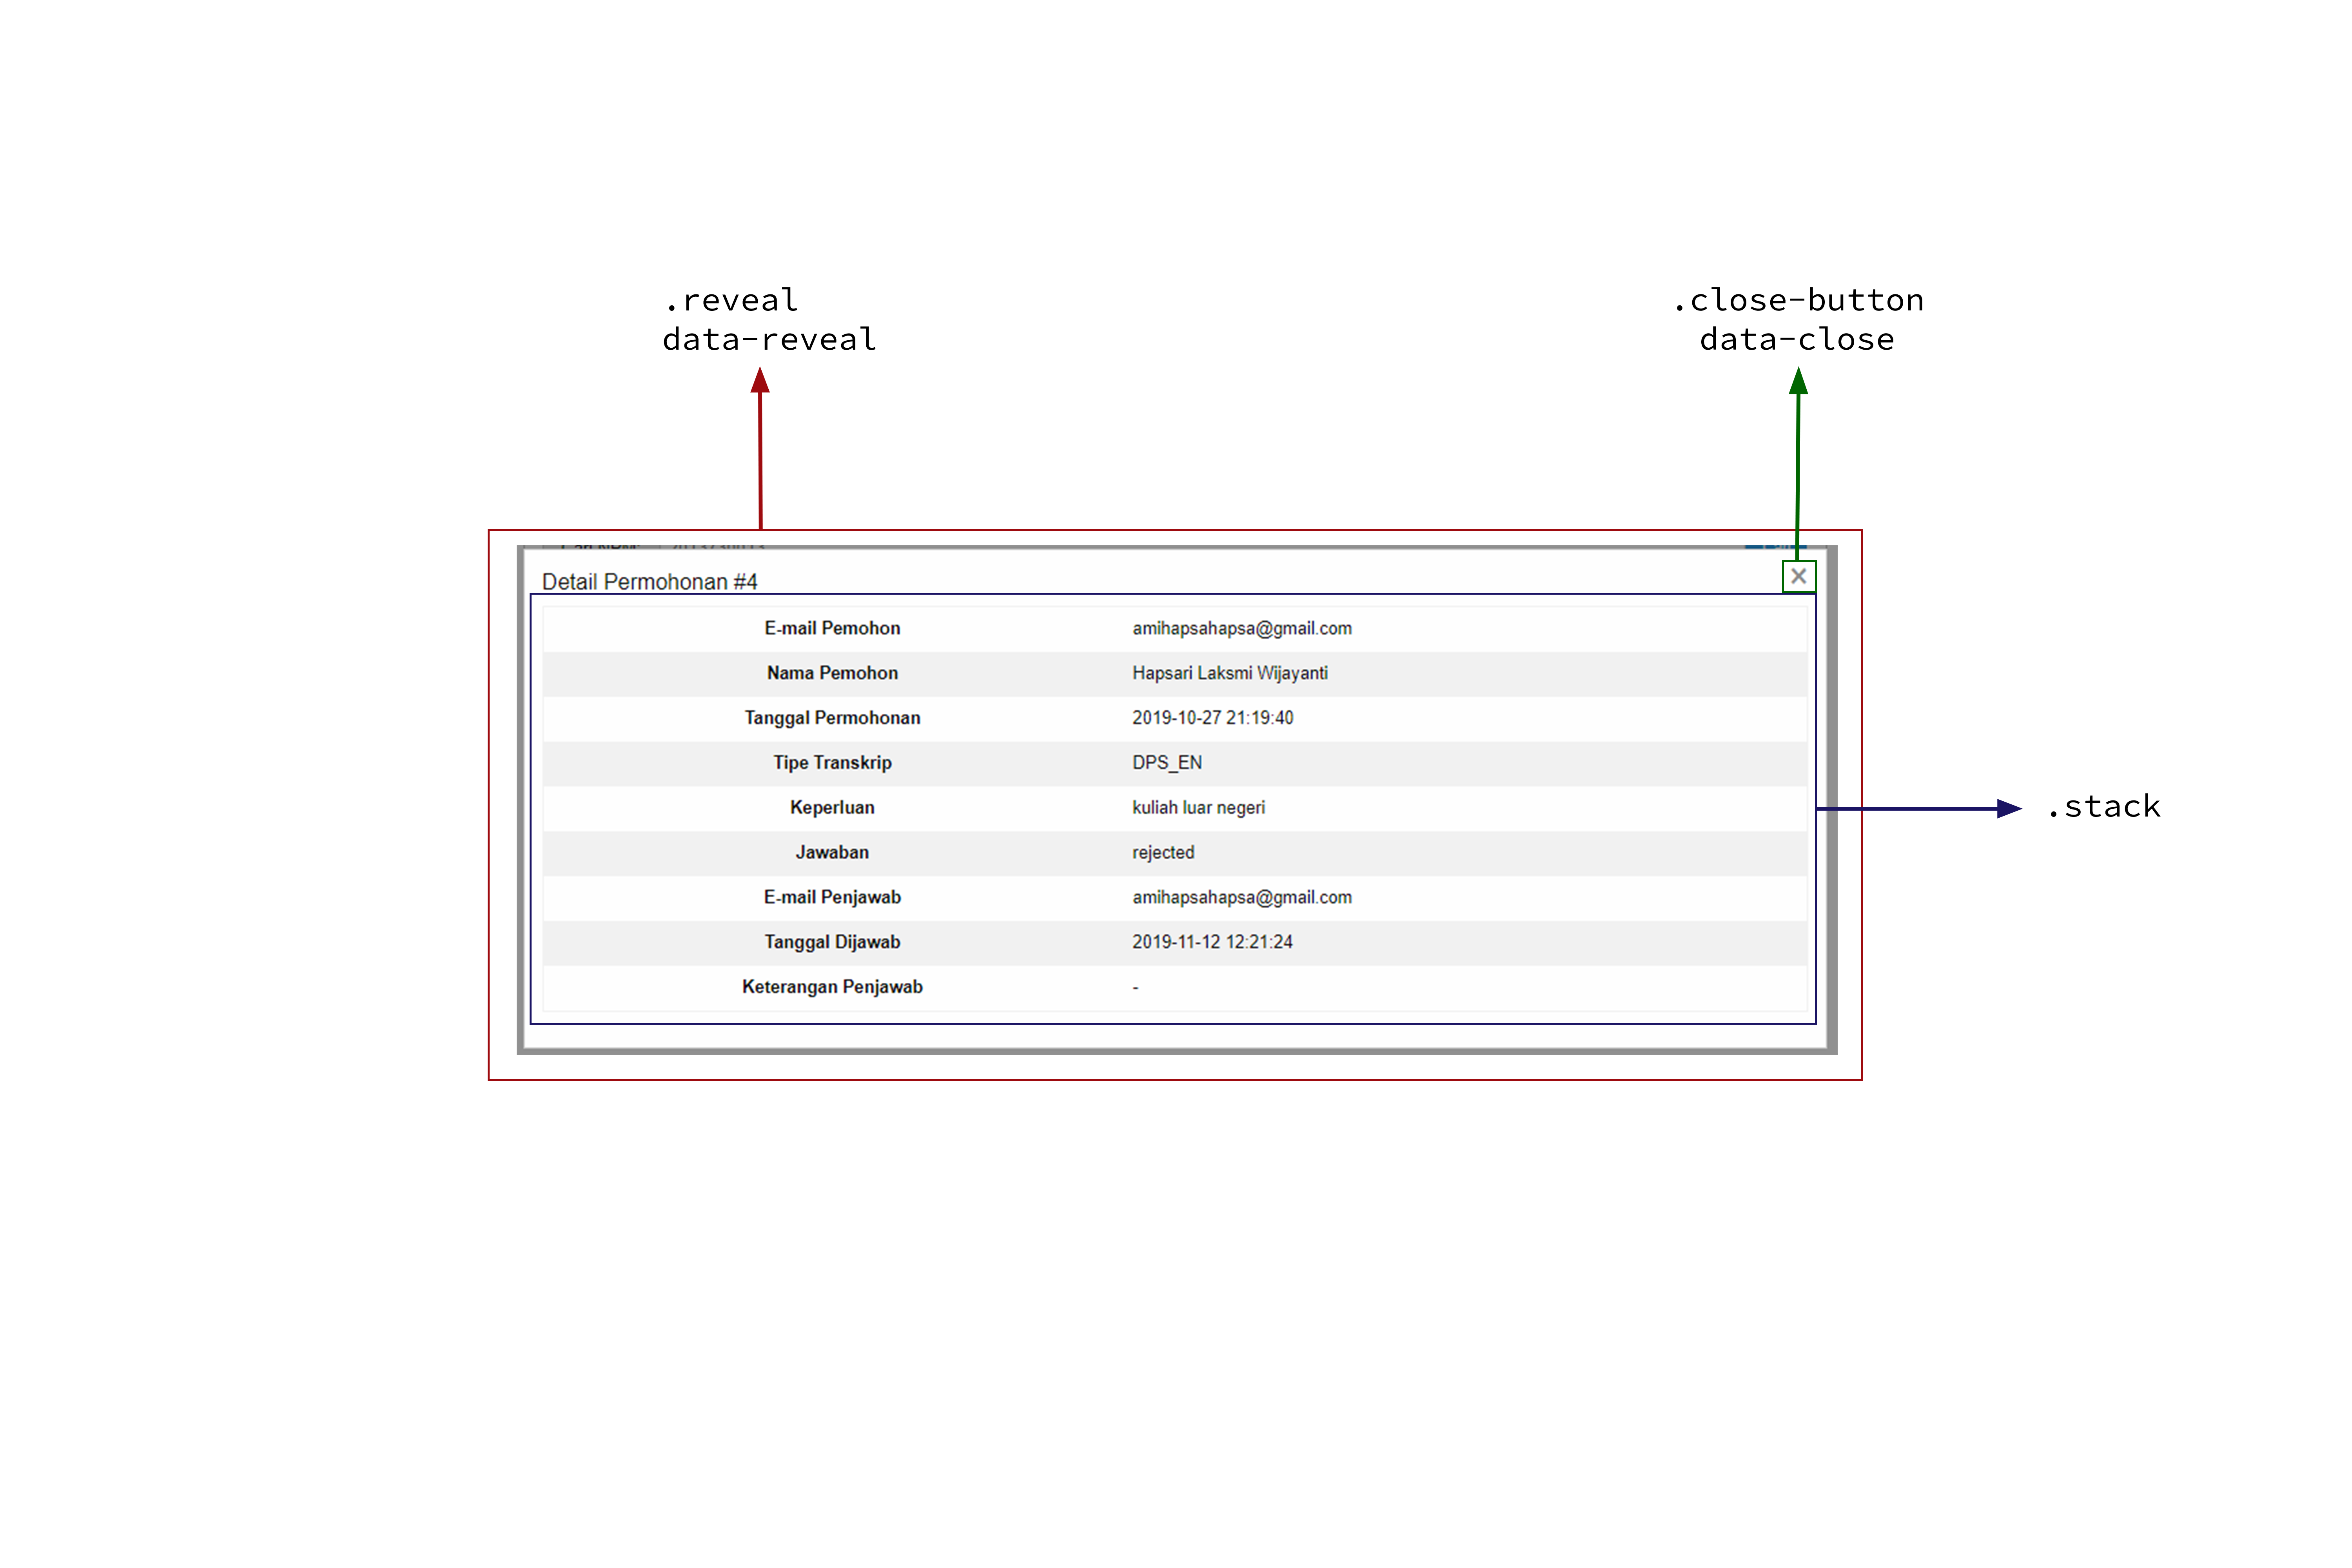 .reveal
data-reveal
.close-button
data-close
Detail Permohonan #4
×
E-mail Pemohon amihapsahapsa@gmail.com
Nama Pemohon Hapsari Laksmi Wijayanti
Tanggal Permohonan 2019-10-27 21:19:40
Tipe Transkrip DPS_EN
Keperluan kuliah luar negeri
Jawaban rejected
E-mail Penjawab amihapsahapsa@gmail.com
Tanggal Dijawab 2019-11-12 12:21:24
Keterangan Penjawab -
.stack